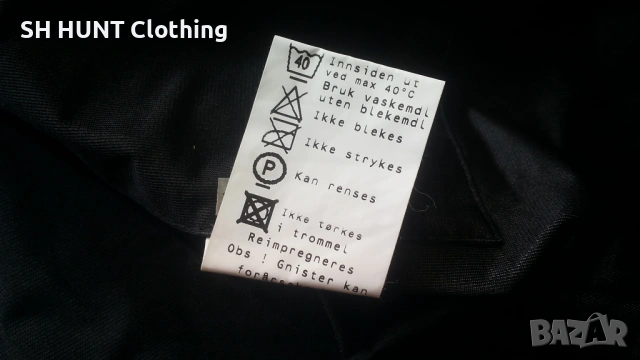 SH HUNT Clothing
40
Innsiden ut
ved max 40°C
Bruk vaskemdl
uten blekemdl
Ikke blekes
Ikke strykes
P
Kan renses
Ikke tørkes
i trommel
Reimpregneres
Obs ! Gnister kan
BAZAR